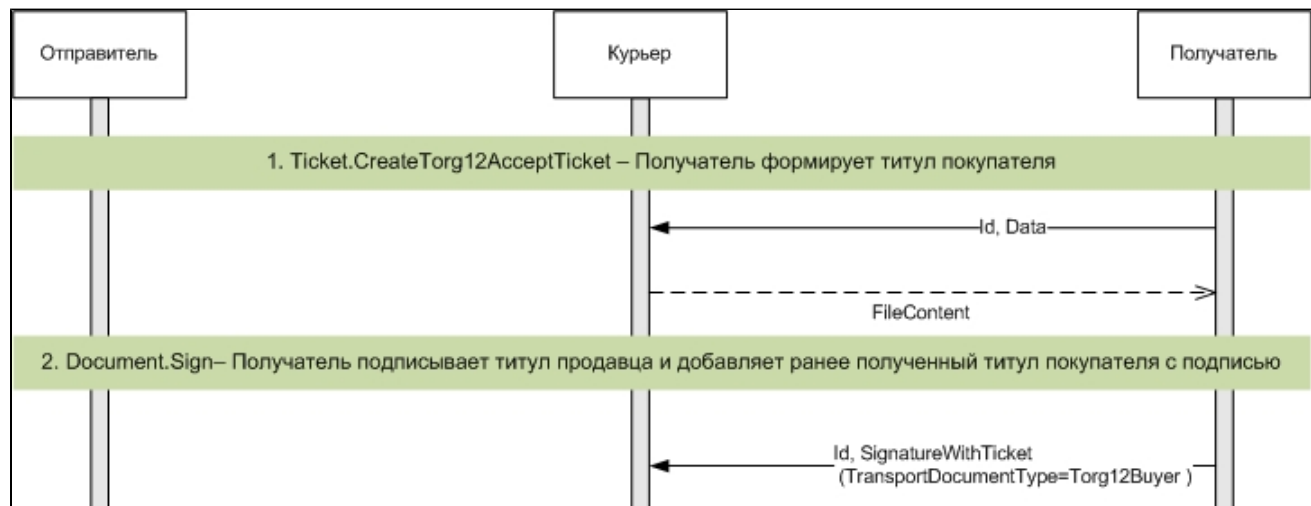 Отправитель
Курьер
Получатель
1. Ticket.CreateTorg12AcceptTicket – Получатель формирует титул покупателя
Id, Data
FileContent
2. Document.Sign– Получатель подписывает титул продавца и добавляет ранее полученный титул покупателя с подписью
Id, SignatureWithTicket
(TransportDocumentType=Torg12Buyer )